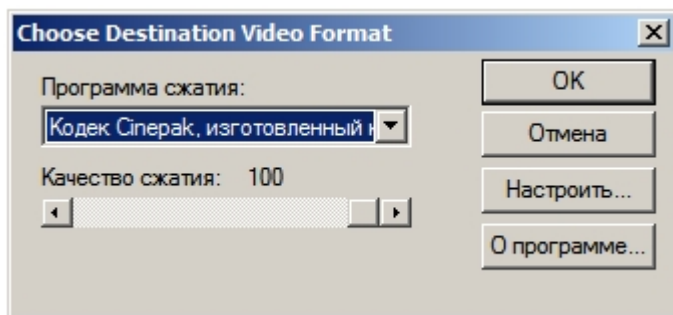 Choose Destination Video Format
Программа сжатия:
Кодек Cinepak, изготовленный
Качество сжатия: 100
OK
Отмена
Настроить...
О программе...